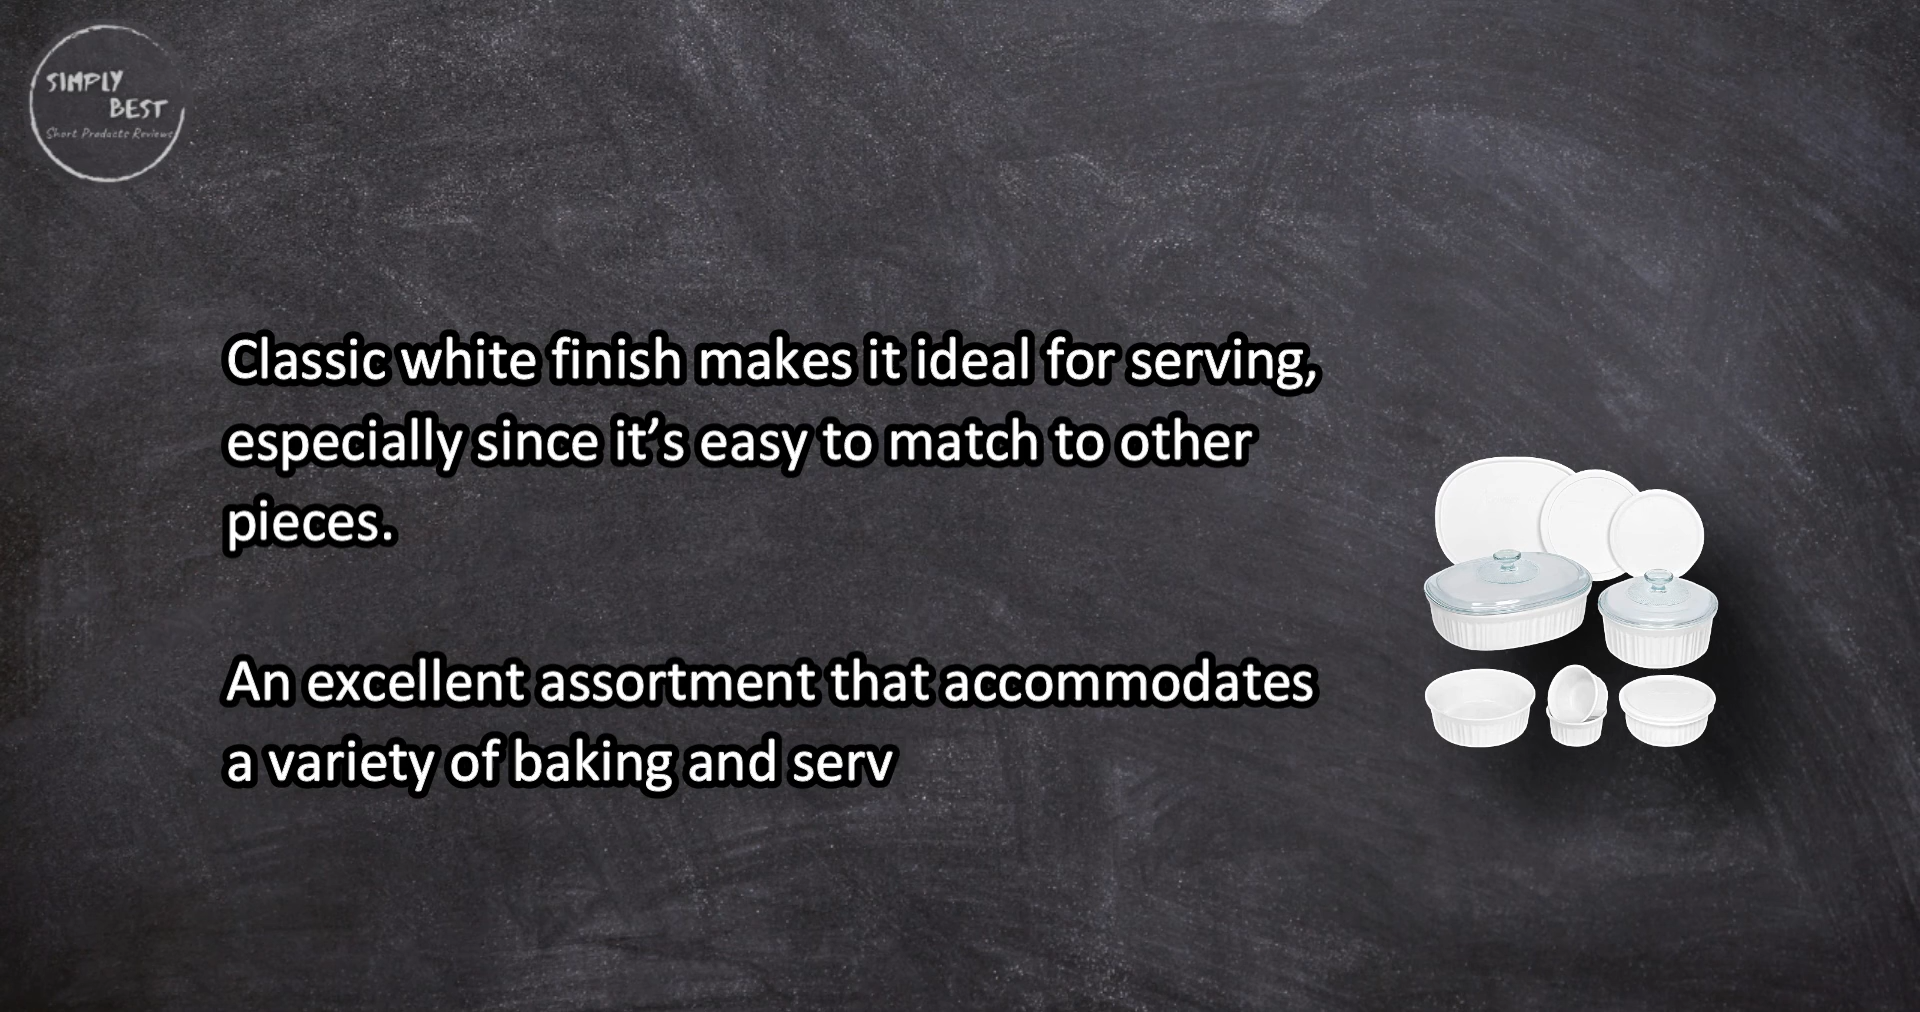 SIMPLY
BEST
Short Products Reviews
Classic white finish makes it ideal for serving,
especially since it’s easy to match to other
pieces.
An excellent assortment that accommodates
a variety of baking and serv